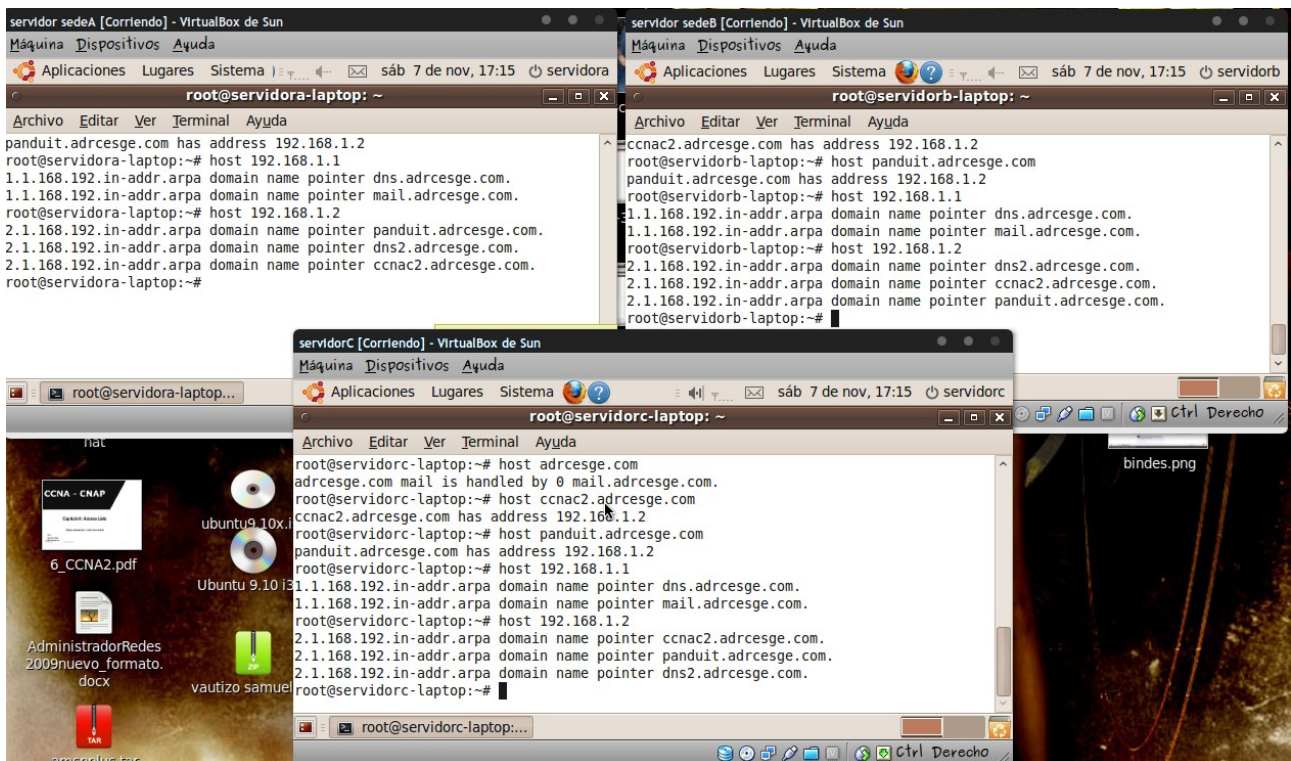 servidor sedeA [Corriendo] - VirtualBox de Sun
Máquina Dispositivos Ayuda
Aplicaciones Lugares Sistema sáb 7 de nov, 17:15 servidora
root@servidora-laptop: ~
Archivo Editar Ver Terminal Ayuda
panduit.adrcesge.com has address 192.168.1.2
root@servidora-laptop:~# host 192.168.1.1
1.1.168.192.in-addr.arpa domain name pointer dns.adrcesge.com.
1.1.168.192.in-addr.arpa domain name pointer mail.adrcesge.com.
root@servidora-laptop:~# host 192.168.1.2
2.1.168.192.in-addr.arpa domain name pointer panduit.adrcesge.com.
2.1.168.192.in-addr.arpa domain name pointer dns2.adrcesge.com.
2.1.168.192.in-addr.arpa domain name pointer ccnac2.adrcesge.com.
root@servidora-laptop:~#
root@servidora-laptop...
servidor sedeB [Corriendo] - VirtualBox de Sun
Máquina Dispositivos Ayuda
Aplicaciones Lugares Sistema sáb 7 de nov, 17:15 servidorb
root@servidorb-laptop: ~
Archivo Editar Ver Terminal Ayuda
ccnac2.adrcesge.com has address 192.168.1.2
root@servidorb-laptop:~# host panduit.adrcesge.com
panduit.adrcesge.com has address 192.168.1.2
root@servidorb-laptop:~# host 192.168.1.1
1.1.168.192.in-addr.arpa domain name pointer dns.adrcesge.com.
1.1.168.192.in-addr.arpa domain name pointer mail.adrcesge.com.
root@servidorb-laptop:~# host 192.168.1.2
2.1.168.192.in-addr.arpa domain name pointer dns2.adrcesge.com.
2.1.168.192.in-addr.arpa domain name pointer ccnac2.adrcesge.com.
2.1.168.192.in-addr.arpa domain name pointer panduit.adrcesge.com.
root@servidorb-laptop:~#
Ctrl Derecho
servidorC [Corriendo] - VirtualBox de Sun
Máquina Dispositivos Ayuda
Aplicaciones Lugares Sistema sáb 7 de nov, 17:15 servidorc
root@servidorc-laptop: ~
Archivo Editar Ver Terminal Ayuda
root@servidorc-laptop:~# host adrcesge.com
adrcesge.com mail is handled by 0 mail.adrcesge.com.
root@servidorc-laptop:~# host ccnac2.adrcesge.com
ccnac2.adrcesge.com has address 192.168.1.2
root@servidorc-laptop:~# host panduit.adrcesge.com
panduit.adrcesge.com has address 192.168.1.2
root@servidorc-laptop:~# host 192.168.1.1
1.1.168.192.in-addr.arpa domain name pointer dns.adrcesge.com.
1.1.168.192.in-addr.arpa domain name pointer mail.adrcesge.com.
root@servidorc-laptop:~# host 192.168.1.2
2.1.168.192.in-addr.arpa domain name pointer ccnac2.adrcesge.com.
2.1.168.192.in-addr.arpa domain name pointer panduit.adrcesge.com.
2.1.168.192.in-addr.arpa domain name pointer dns2.adrcesge.com.
root@servidorc-laptop:~#
root@servidorc-laptop:...
Ctrl Derecho
nat
CCNA - CNAP
6_CCNA2.pdf
ubuntu9.10x.i
Ubuntu 9.10 i3
AdministradorRedes
2009nuevo_formato.
docx
ZIP
vautizo samuel
TAR
bindes.png